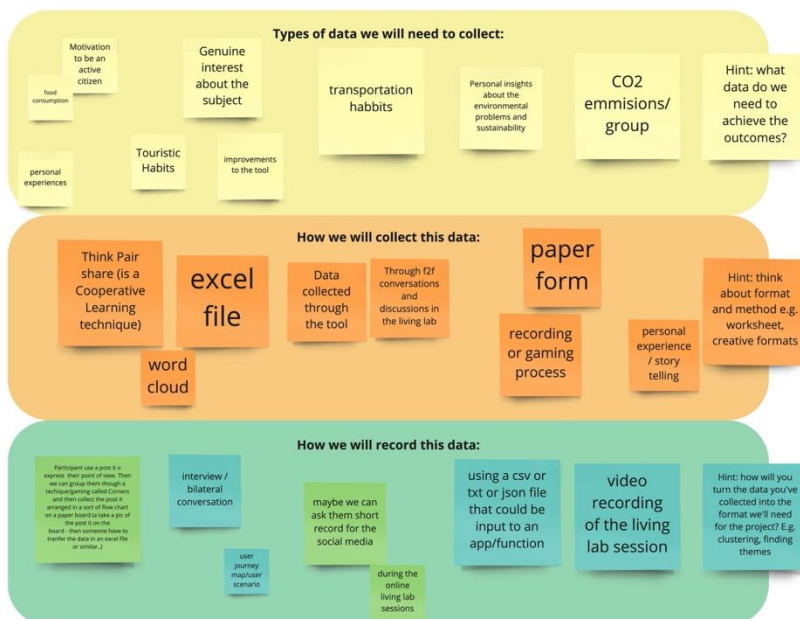 Types of data we will need to collect:
Motivation
to be an
active
citizen
food
consumption
Genuine
interest
about the
subject
transportation
habbits
Personal insights
about the
environmental
problems and
sustainability
CO2
emmisions/
group
Hint: what
data do we
need to
achieve the
outcomes?
personal
experiences
Touristic
Habits
improvements
to the tool
How we will collect this data:
Think Pair
share (is a
Cooperative
Learning
technique)
excel
file
Data
collected
through
the tool
Through f2f
conversations
and
discussions in
the living lab
paper
form
Hint: think
about format
and method e.g.
worksheet,
creative formats
word
cloud
recording
or gaming
process
personal
experience
/ story
telling
How we will record this data:
Participant use a post it o
express their point of view. Then
we can group them though a
techique/gaming called Corners
and then collect the post it
arranged in a sort of flow chart
on a paper board (a take a pic of
the post it on the
board - then someone have to
tranfer the data in an excel file
or similar..)
interview /
bilateral
conversation
user
journey
map/user
scenario
maybe we can
ask them short
record for the
social media
during the
online
living lab
sessions
using a csv or
txt or json file
that could be
input to an
app/function
video
recording
of the living
lab session
Hint: how will you
turn the data you've
collected into the
format we'll need
for the project? E.g.
clustering, finding
themes